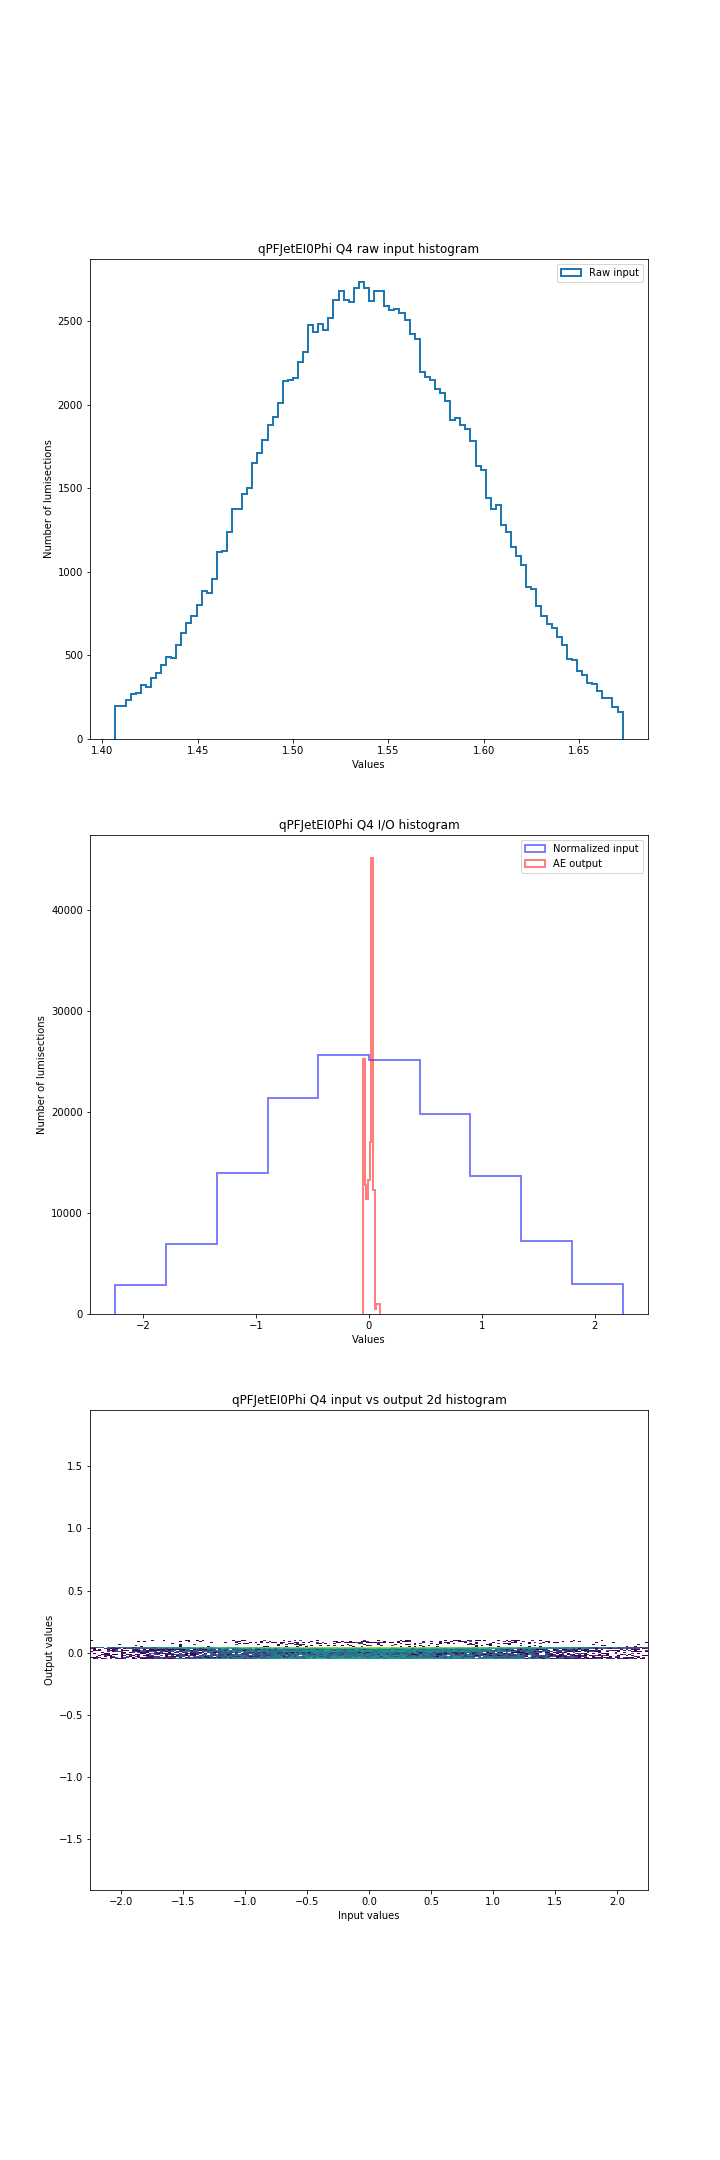 qPFJetEI0Phi Q4 raw input histogram
Raw input
Number of lumisections
2500
2000
1500
1000
500
0
1.40 1.45 1.50 1.55 1.60 1.65
Values
qPFJetEI0Phi Q4 I/O histogram
Normalized input
AE output
Number of lumisections
40000
30000
20000
10000
0
−2 −1 0 1 2
Values
qPFJetEI0Phi Q4 input vs output 2d histogram
Output values
1.5
1.0
0.5
0.0
−0.5
−1.0
−1.5
−2.0 −1.5 −1.0 −0.5 0.0 0.5 1.0 1.5 2.0
Input values